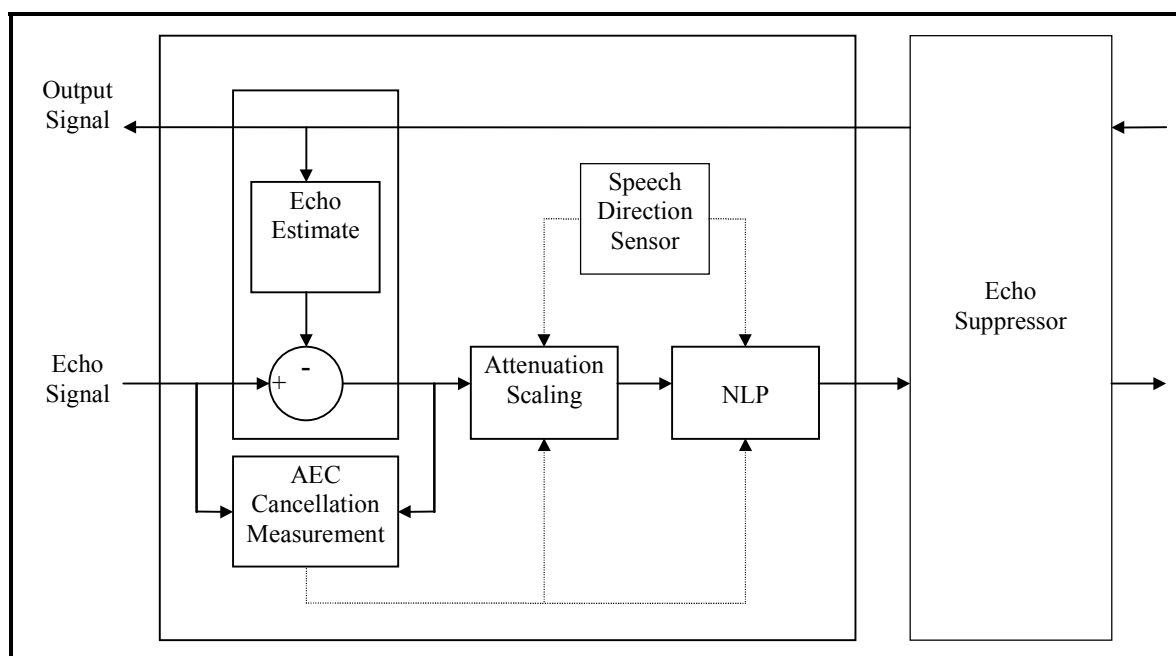 Output
Signal
Echo
Estimate
Speech
Direction
Sensor
Echo
Suppressor
Echo
Signal
+
-
Attenuation
Scaling
NLP
AEC
Cancellation
Measurement